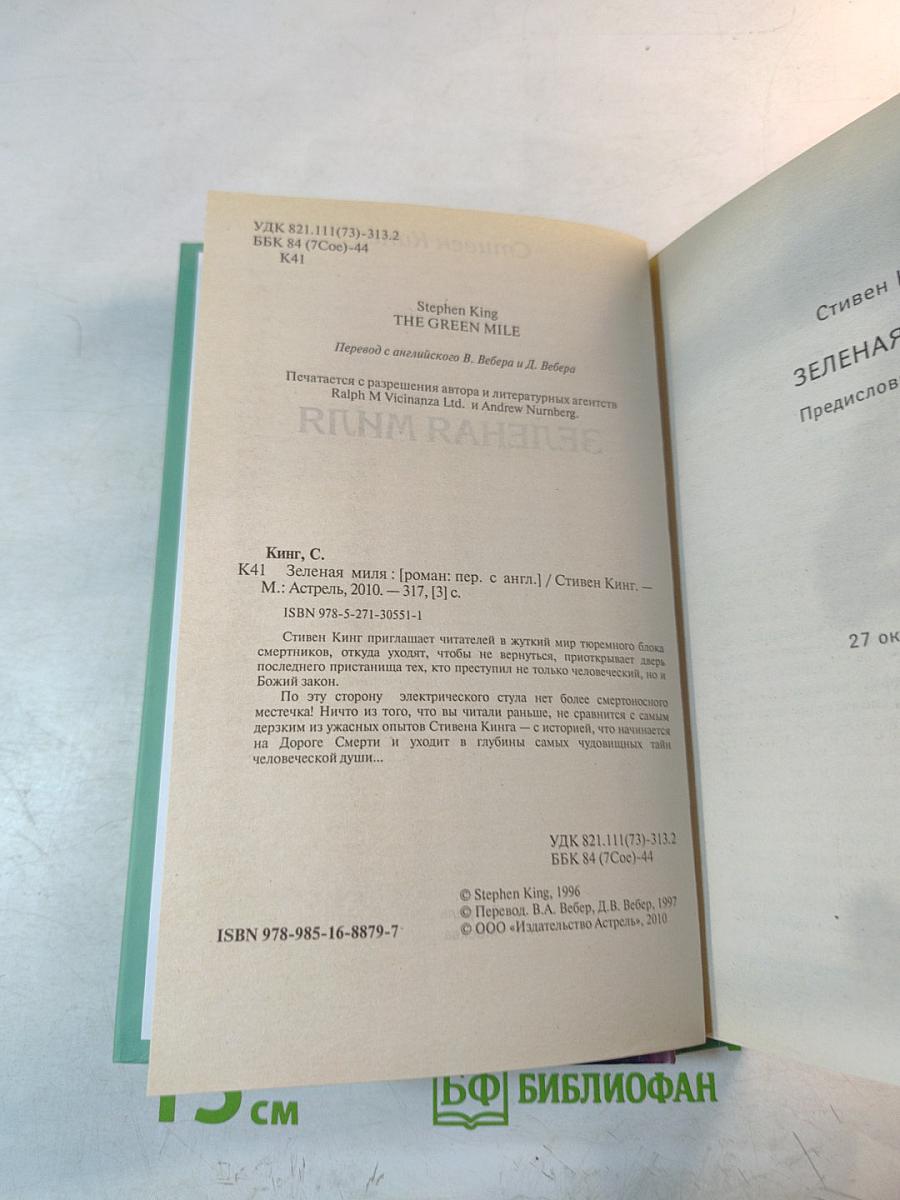 УДК 821.111(73)-313.2
ББК 84 (7Сое)-44
К41
Stephen King
THE GREEN MILE
Перевод с английского В. Вебера и Д. Вебера
Печатается с разрешения автора и литературных агентств
Ralph M Vicinanza Ltd. и Andrew Nurnberg.
ЗЕЛЕНАЯ МИЛЯ
Кинг, С.
К41 Зеленая миля : [роман: пер. с англ.] / Стивен Кинг. —
М.: Астрель, 2010. — 317, [3] с.
ISBN 978-5-271-30551-1
Стивен Кинг приглашает читателей в жуткий мир тюремного блока
смертников, откуда уходят, чтобы не вернуться, приоткрывает дверь
последнего пристанища тех, кто преступил не только человеческий, но и
Божий закон.
По эту сторону электрического стула нет более смертоносного
местечка! Ничто из того, что вы читали раньше, не сравнится с самым
дерзким из ужасных опытов Стивена Кинга — с историей, что начинается
на Дороге Смерти и уходит в глубины самых чудовищных тайн
человеческой души...
УДК 821.111(73)-313.2
ББК 84 (7Сое)-44
© Stephen King, 1996
© Перевод. В.А. Вебер, Д.В. Вебер, 1997
© ООО «Издательство Астрель», 2010
ISBN 978-985-16-8879-7
Стивен
ЗЕЛЕНАЯ
Предислови
27 ок
15 см
БФ БИБЛИОФАН